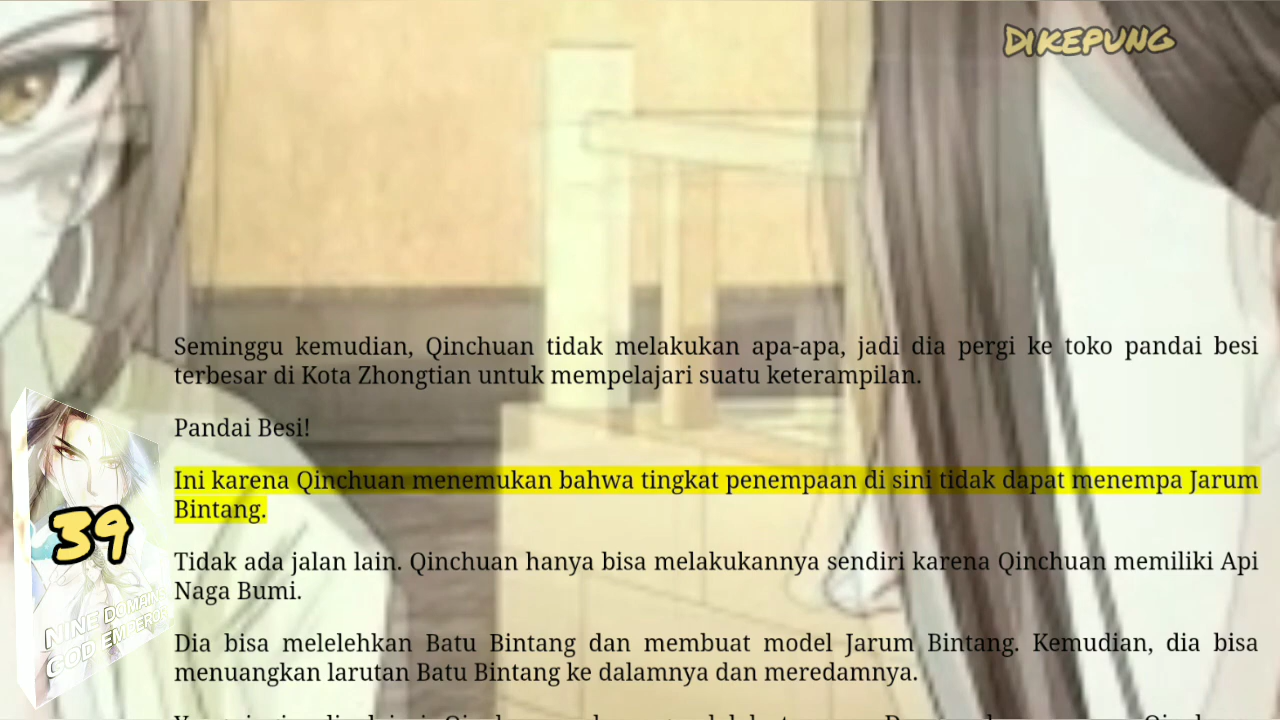 DIKEPUNG
Seminggu kemudian, Qinchuan tidak melakukan apa-apa, jadi dia pergi ke toko pandai besi
terbesar di Kota Zhongtian untuk mempelajari suatu keterampilan.
Pandai Besi!
Ini karena Qinchuan menemukan bahwa tingkat penempaan di sini tidak dapat menempa Jarum
Bintang.
Tidak ada jalan lain. Qinchuan hanya bisa melakukannya sendiri karena Qinchuan memiliki Api
Naga Bumi.
Dia bisa melelehkan Batu Bintang dan membuat model Jarum Bintang. Kemudian, dia bisa
menuangkan larutan Batu Bintang ke dalamnya dan meredamnya.
39
NINE DOMAINS
GOD EMPEROR